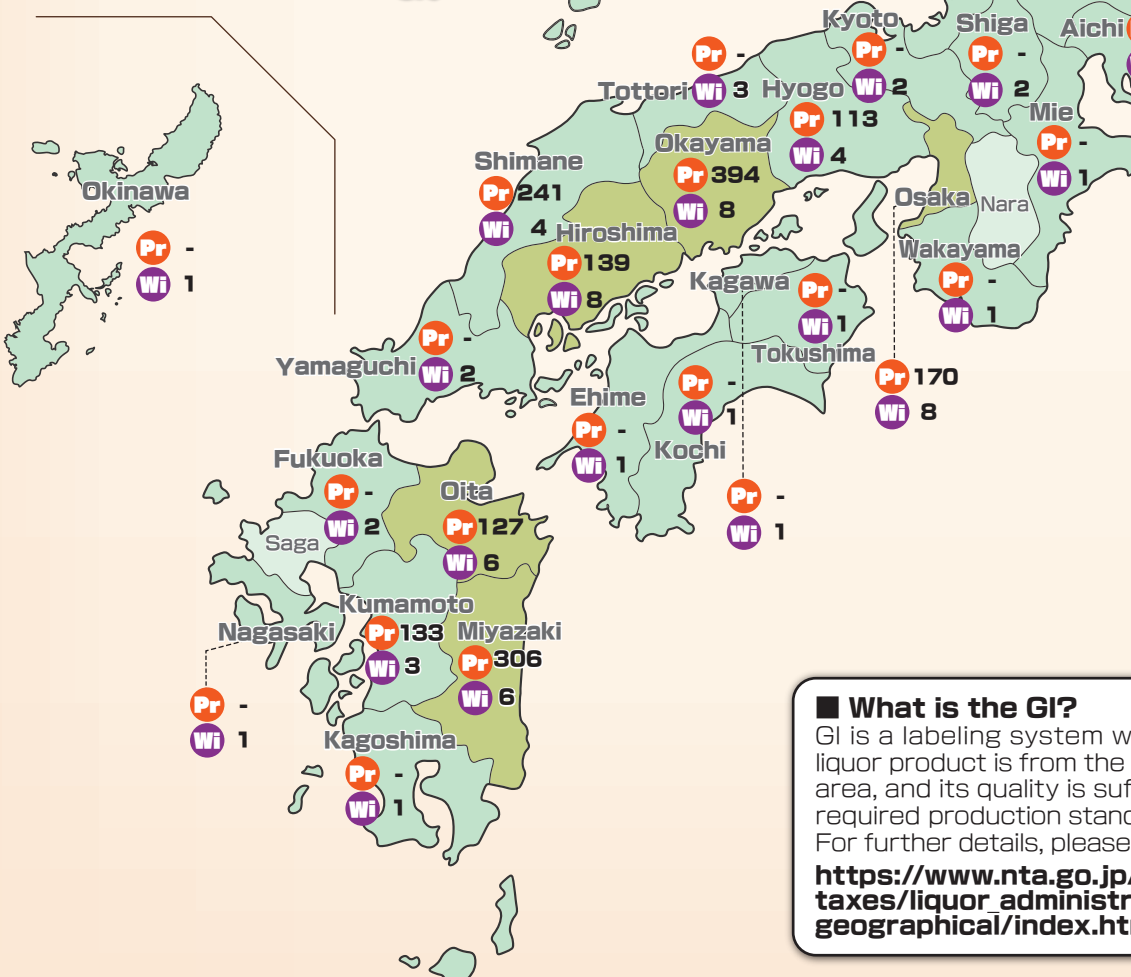 Kyoto
Pr -
Wi 2
Shiga
Pr -
Wi 2
Aichi
Tottori
Pr -
Wi 3
Hyogo
Pr 113
Wi 4
Mie
Pr -
Wi 1
Okayama
Pr 394
Wi 8
Shimane
Pr 241
Wi 4
Okinawa
Pr -
Wi 1
Osaka
Pr 170
Wi 8
Nara
Hiroshima
Pr 139
Wi 8
Wakayama
Pr -
Wi 1
Kagawa
Pr -
Wi 1
Pr -
Wi 1
Tokushima
Yamaguchi
Pr -
Wi 2
Ehime
Pr -
Wi 1
Pr -
Wi 1
Kochi
Fukuoka
Pr -
Wi 2
Oita
Pr 127
Wi 6
Saga
Kumamoto
Pr 133
Wi 3
Nagasaki
Pr -
Wi 1
Miyazaki
Pr 306
Wi 6
Kagoshima
Pr -
Wi 1
■ What is the GI?
GI is a labeling system w
liquor product is from the
area, and its quality is suf
required production stand
For further details, please
https://www.nta.go.jp/
taxes/liquor_administr
geographical/index.htm